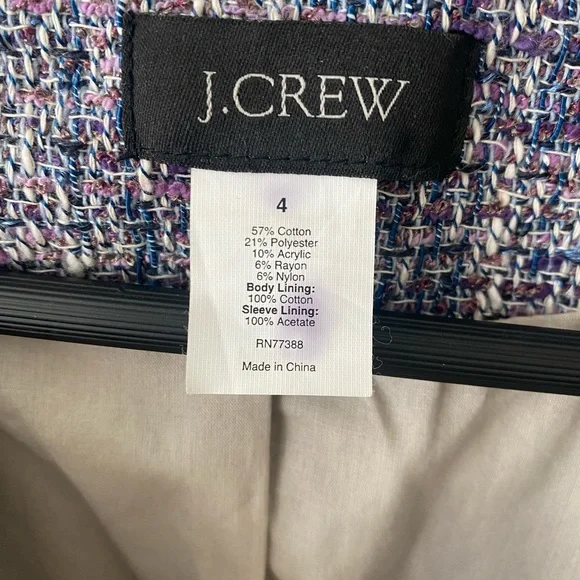 J.CREW
4
57% Cotton
21% Polyester
10% Acrylic
6% Rayon
6% Nylon
Body Lining:
100% Cotton
Sleeve Lining:
100% Acetate
RN77388
Made in China